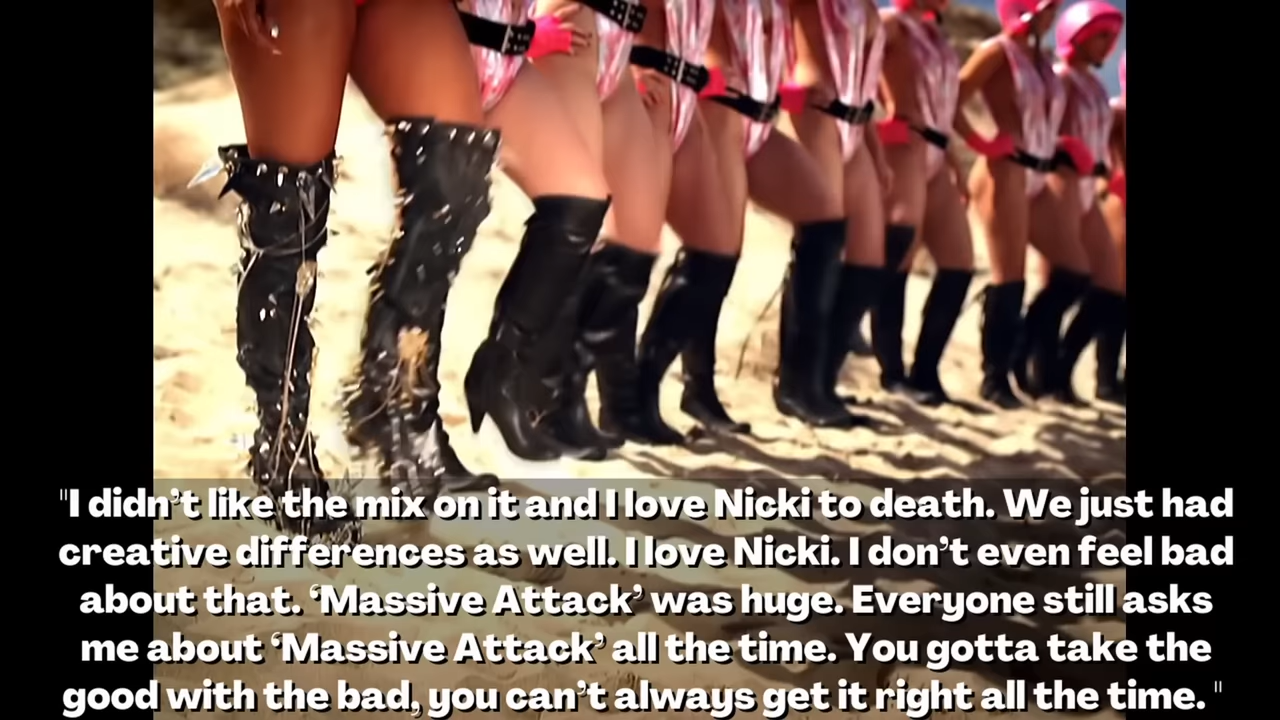 "I didn’t like the mix on it and I love Nicki to death. We just had
creative differences as well. I love Nicki. I don’t even feel bad
about that. ‘Massive Attack’ was huge. Everyone still asks
me about ‘Massive Attack’ all the time. You gotta take the
good with the bad, you can’t always get it right all the time. "